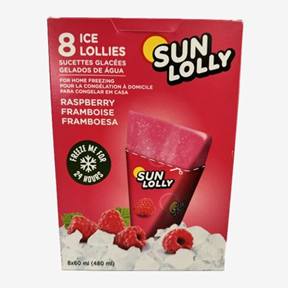 8 ICE
LOLLIES
SUCETTES GLACÉES
GELADOS DE ÁGUA
FOR HOME FREEZING
POUR LA CONGÉLATION À DOMICILE
PARA CONGELAR EM CASA
RASPBERRY
FRAMBOISE
FRAMBOESA
SUN
LOLLY
FREEZE ME FOR
24 HOURS
SUN
LOLLY
8x60 ml (480 ml)